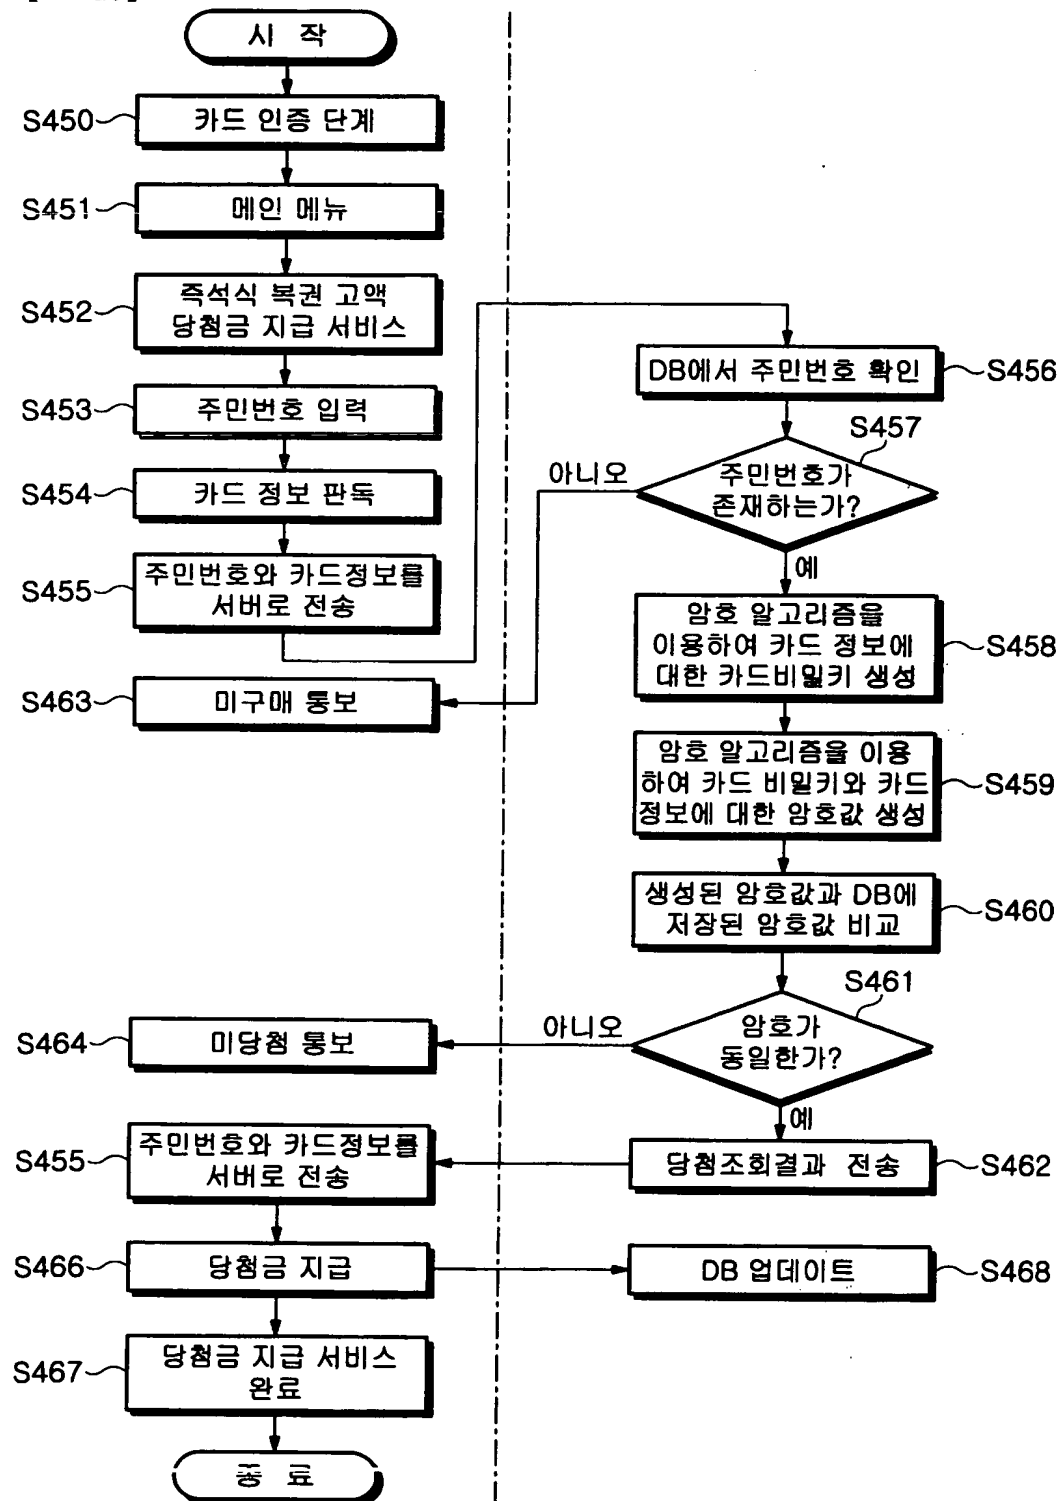 시 작
S450
카드 인증 단계
S451
메인 메뉴
S452
즉석식 복권 고액
당첨금 지급 서비스
S453
주민번호 입력
S454
카드 정보 판독
S455
주민번호와 카드정보를
서버로 전송
S463
미구매 통보
DB에서 주민번호 확인
S456
S457
주민번호가
존재하는가?
아니오
예
암호 알고리즘을
이용하여 카드 정보에
대한 카드비밀키 생성
S458
암호 알고리즘을 이용
하여 카드 비밀키와 카드
정보에 대한 암호값 생성
S459
생성된 암호값과 DB에
저장된 암호값 비교
S460
S461
암호가
동일한가?
아니오
예
S464
미당첨 통보
S455
주민번호와 카드정보를
서버로 전송
당첨조회결과 전송
S462
S466
당첨금 지급
DB 업데이트
S468
S467
당첨금 지급 서비스
완료
종 료